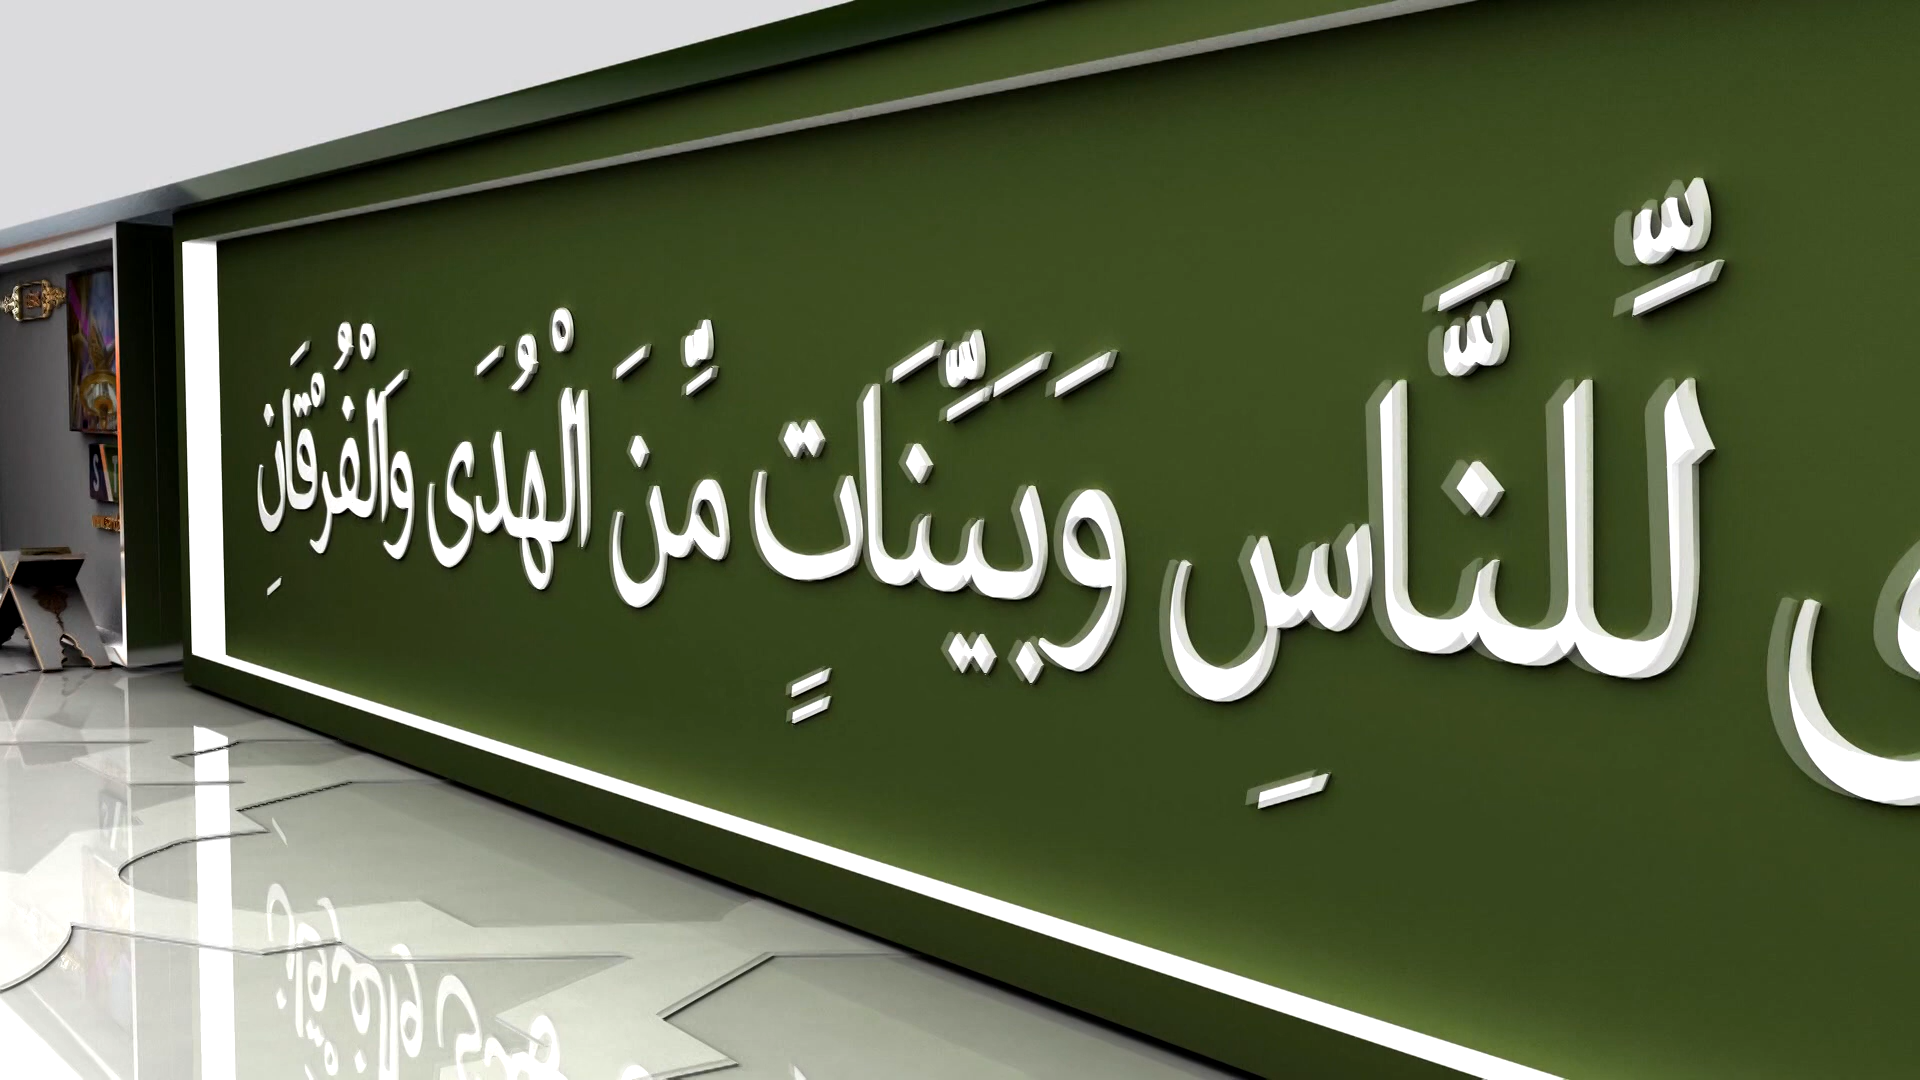 لِّلنَّاسِ وَبَيِّنَاتٍ مِّنَ الْهُدَى وَالْفُرْقَانِ